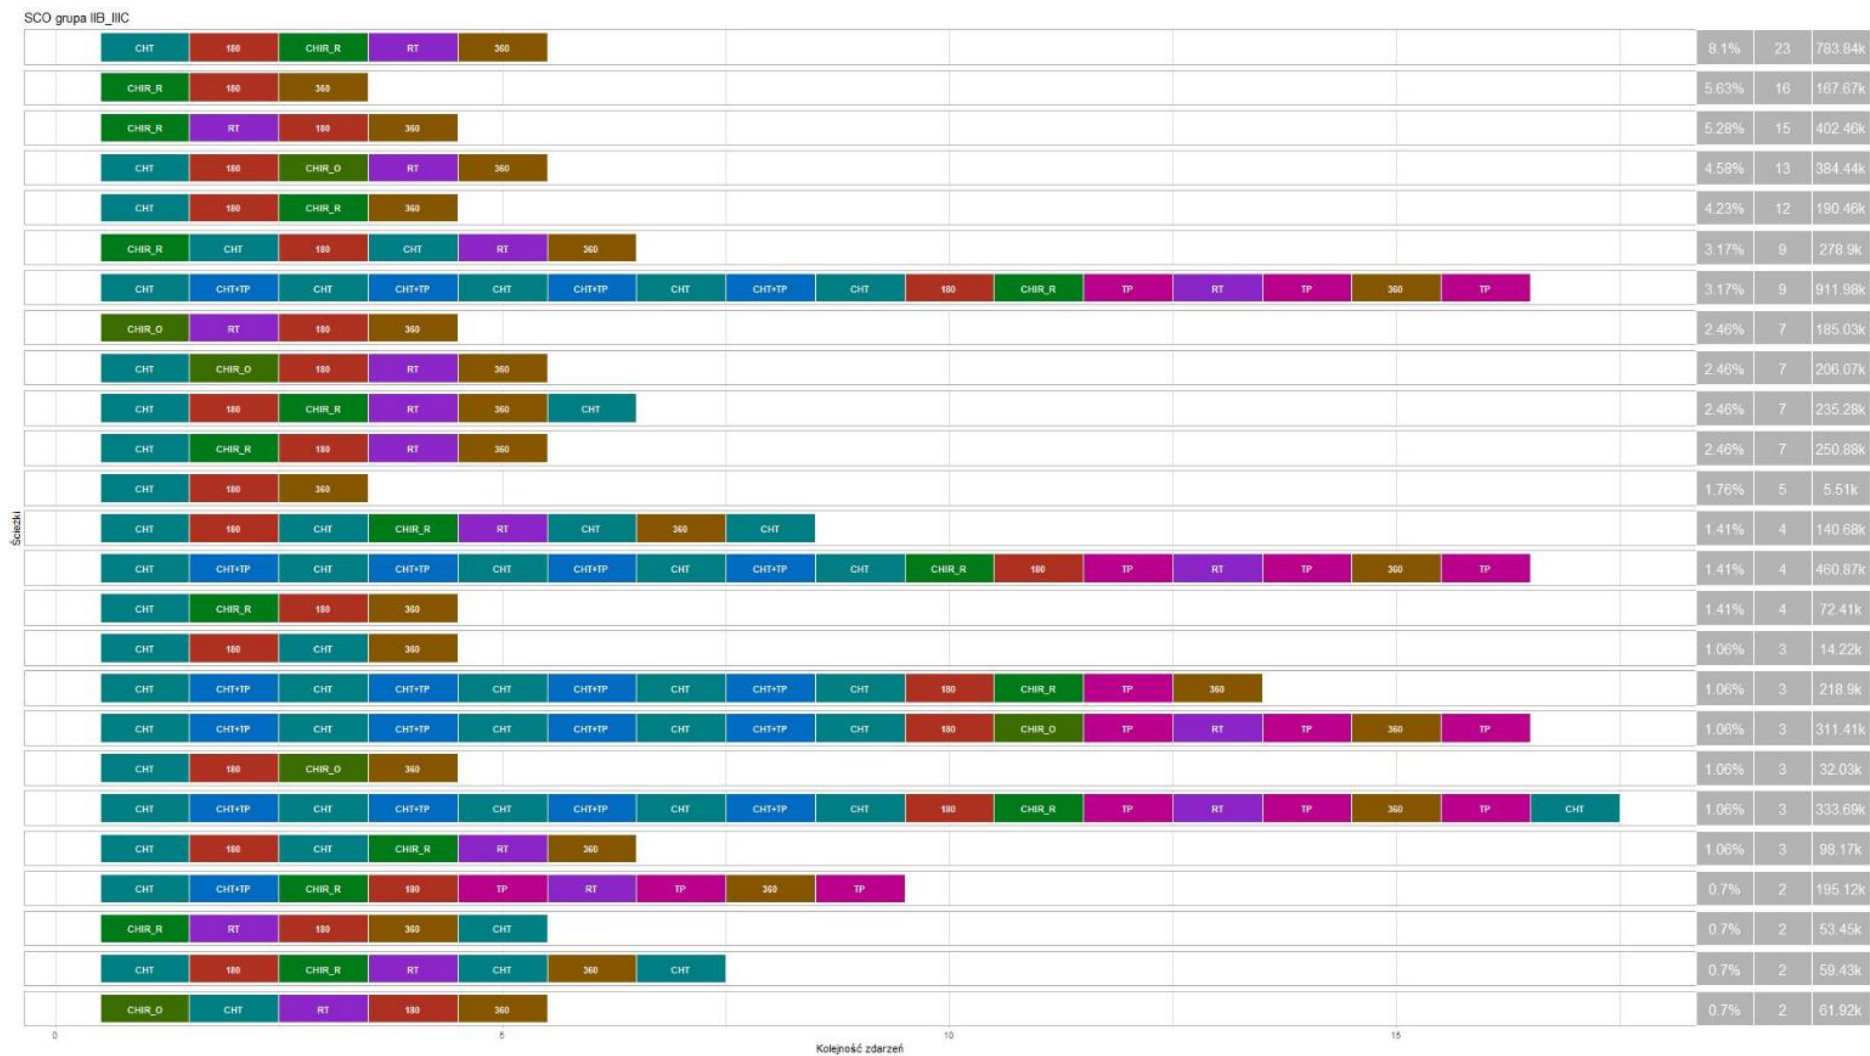 SCO grupa IIB_IIIC
CHT 180 CHIR_R RT 360 8.1% 23 783.84k
CHIR_R 180 360 5.63% 16 167.67k
CHIR_R RT 180 360 5.28% 15 402.46k
CHT 180 CHIR_O RT 360 4.58% 13 384.44k
CHT 180 CHIR_R 360 4.23% 12 190.46k
CHIR_R CHT 180 CHT RT 360 3.17% 9 278.9k
CHT CHT+TP CHT CHT+TP CHT CHT+TP CHT CHT+TP CHT 180 CHIR_R TP RT TP 360 TP 3.17% 9 911.98k
CHIR_O RT 180 360 2.46% 7 185.03k
CHT CHIR_O 180 RT 360 2.46% 7 206.07k
CHT 180 CHIR_R RT 360 CHT 2.46% 7 235.28k
CHT CHIR_R 180 RT 360 2.46% 7 250.88k
CHT 180 360 1.76% 5 5.51k
Ścieżki
CHT 180 CHT CHIR_R RT CHT 360 CHT 1.41% 4 140.68k
CHT CHT+TP CHT CHT+TP CHT CHT+TP CHT CHT+TP CHT CHIR_R 180 TP RT TP 360 TP 1.41% 4 460.87k
CHT CHIR_R 180 360 1.41% 4 72.41k
CHT 180 CHT 360 1.06% 3 14.22k
CHT CHT+TP CHT CHT+TP CHT CHT+TP CHT CHT+TP CHT 180 CHIR_R TP 360 1.06% 3 218.9k
CHT CHT+TP CHT CHT+TP CHT CHT+TP CHT CHT+TP CHT 180 CHIR_O TP RT TP 360 TP 1.06% 3 311.41k
CHT 180 CHIR_O 360 1.06% 3 32.03k
CHT CHT+TP CHT CHT+TP CHT CHT+TP CHT CHT+TP CHT 180 CHIR_R TP RT TP 360 TP CHT 1.06% 3 333.69k
CHT 180 CHT CHIR_R RT 360 1.06% 3 98.17k
CHT CHT+TP CHIR_R 180 TP RT TP 360 TP 0.7% 2 195.12k
CHIR_R RT 180 360 CHT 0.7% 2 53.45k
CHT 180 CHIR_R RT CHT 360 CHT 0.7% 2 59.43k
CHIR_O CHT RT 180 360 0.7% 2 61.92k
0 5 10 15
Kolejność zdarzeń